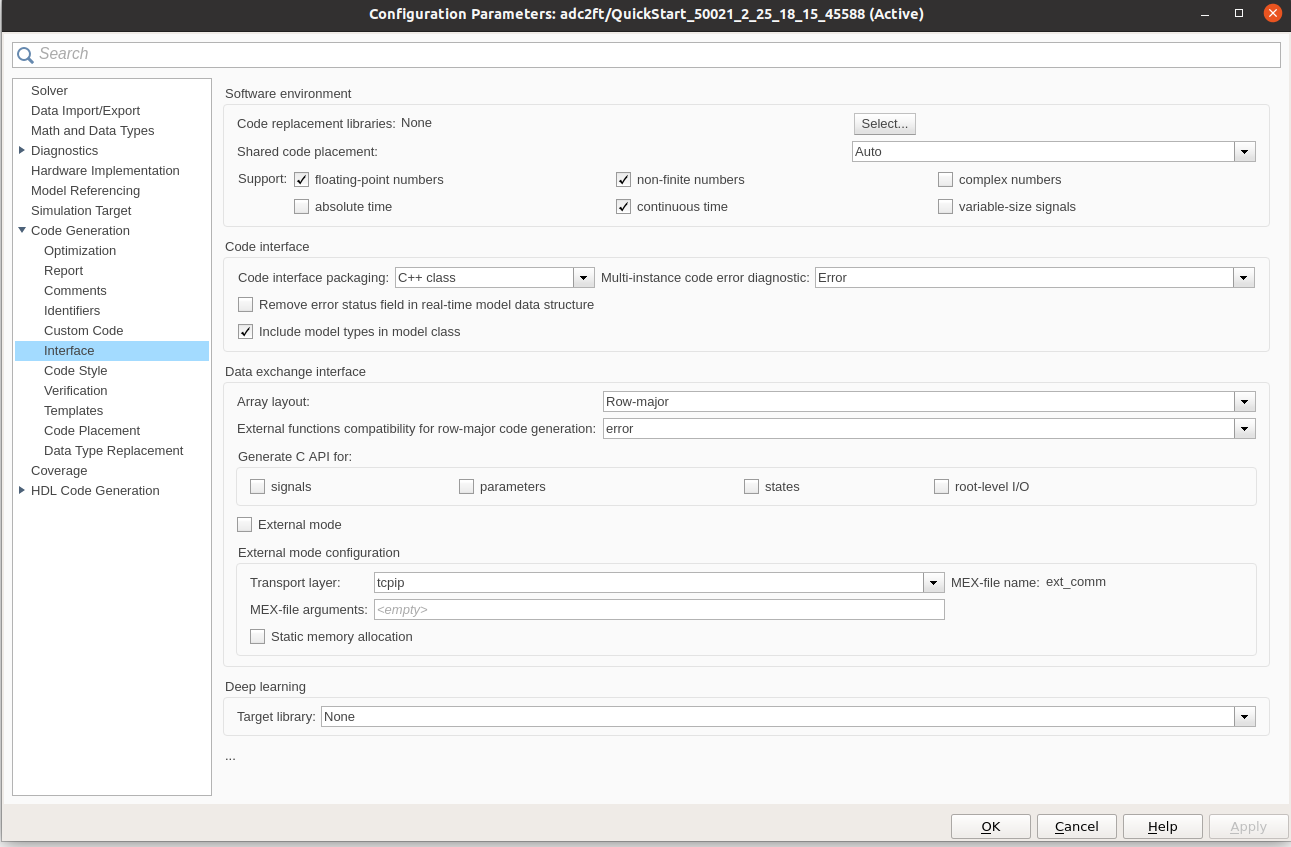 Configuration Parameters: adc2ft/QuickStart_50021_2_25_18_15_45588 (Active)
Search
Solver
Data Import/Export
Math and Data Types
Diagnostics
Hardware Implementation
Model Referencing
Simulation Target
Code Generation
Optimization
Report
Comments
Identifiers
Custom Code
Interface
Code Style
Verification
Templates
Code Placement
Data Type Replacement
Coverage
HDL Code Generation
Software environment
Code replacement libraries: None Select...
Shared code placement: Auto
Support: floating-point numbers non-finite numbers complex numbers
absolute time continuous time variable-size signals
Code interface
Code interface packaging: C++ class Multi-instance code error diagnostic: Error
Remove error status field in real-time model data structure
Include model types in model class
Data exchange interface
Array layout: Row-major
External functions compatibility for row-major code generation: error
Generate C API for:
signals parameters states root-level I/O
External mode
External mode configuration
Transport layer: tcpip MEX-file name: ext_comm
MEX-file arguments: <empty>
Static memory allocation
Deep learning
Target library: None
...
OK Cancel Help Apply